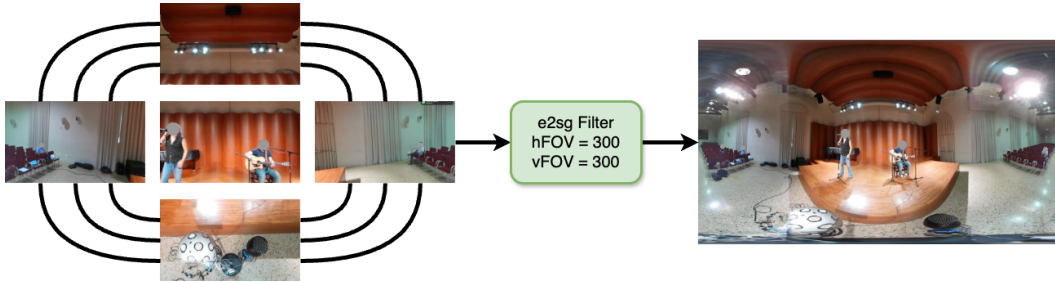 e2sg Filter
hFOV = 300
vFOV = 300